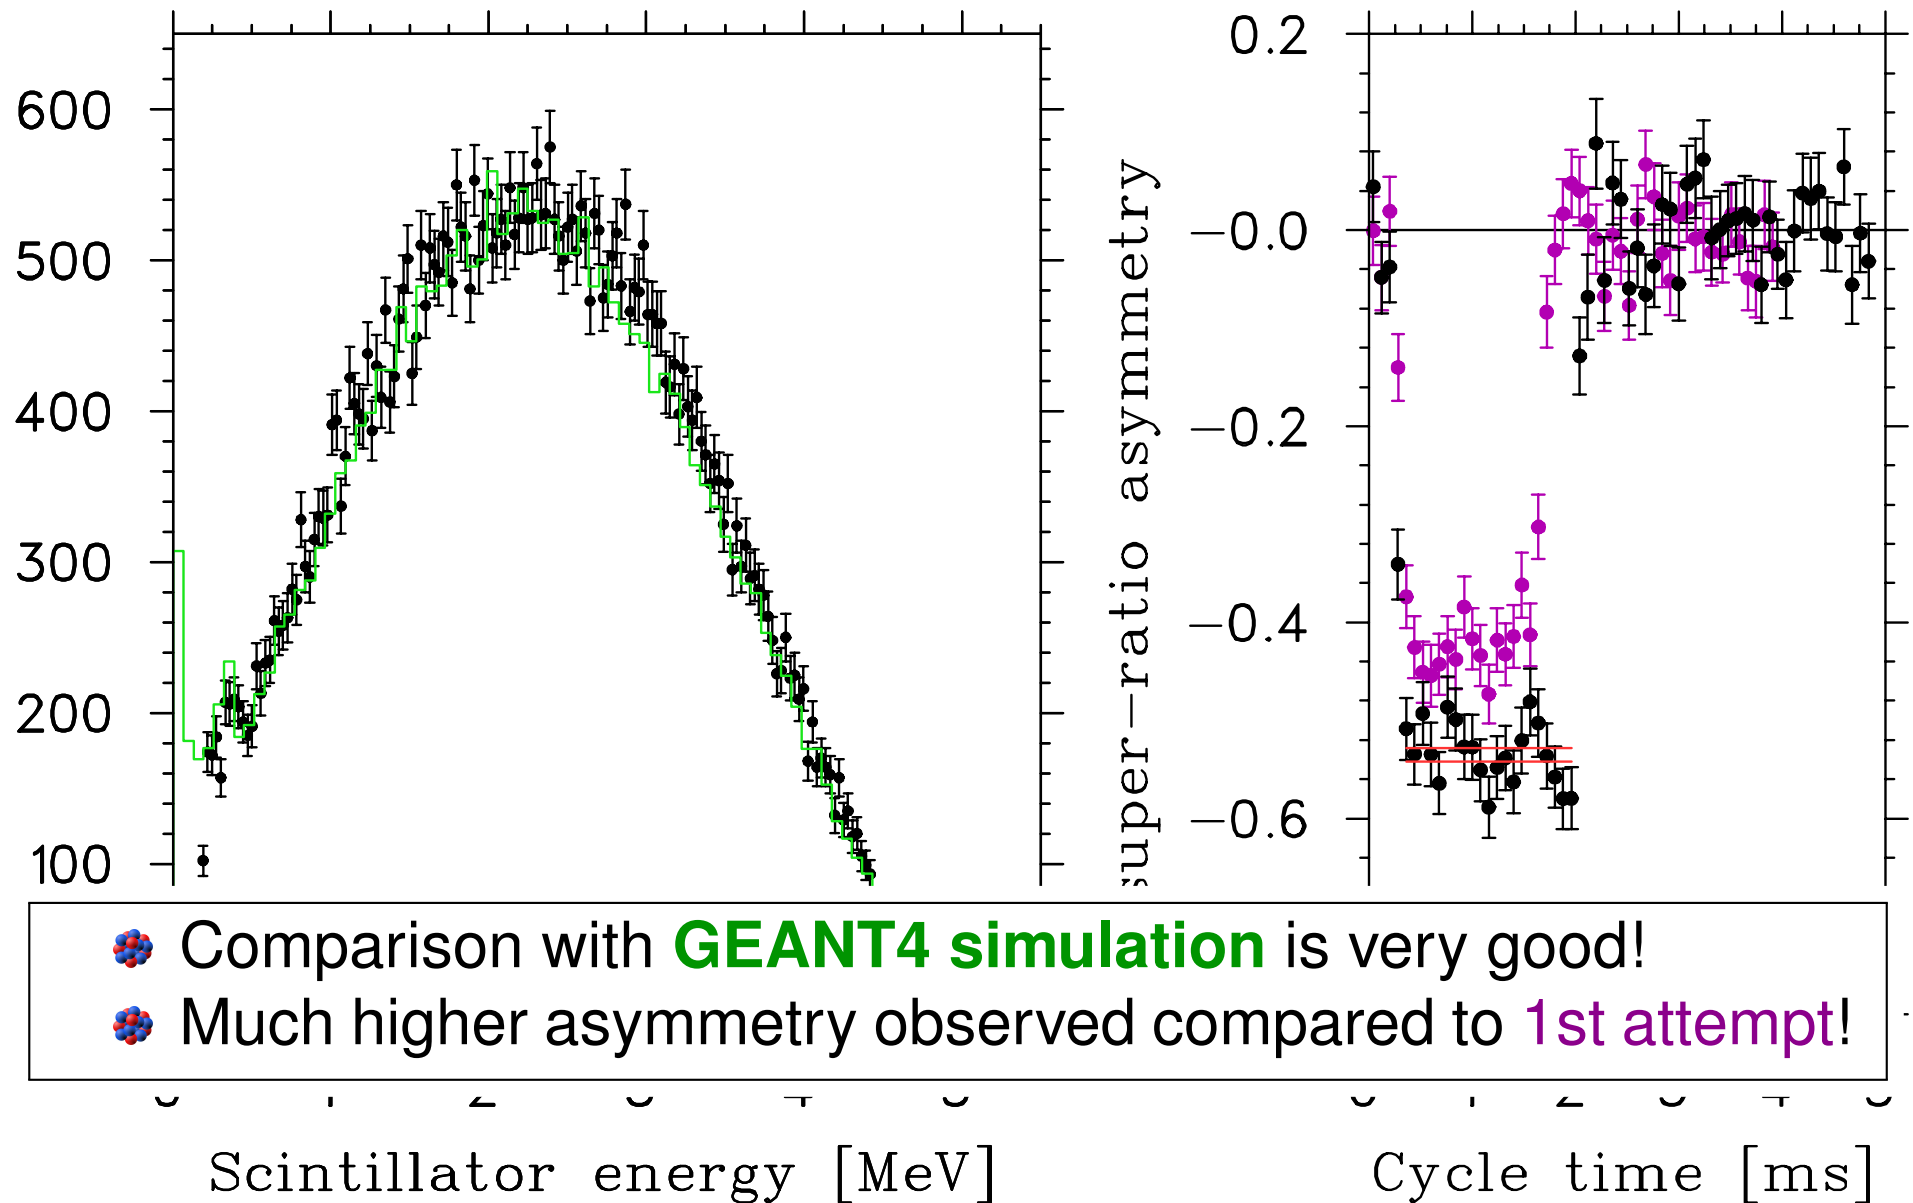 600
500
400
300
200
100
Scintillator energy [MeV]
super-ratio asymmetry
0.2
-0.0
-0.2
-0.4
-0.6
Cycle time [ms]
Comparison with GEANT4 simulation is very good!
Much higher asymmetry observed compared to 1st attempt!